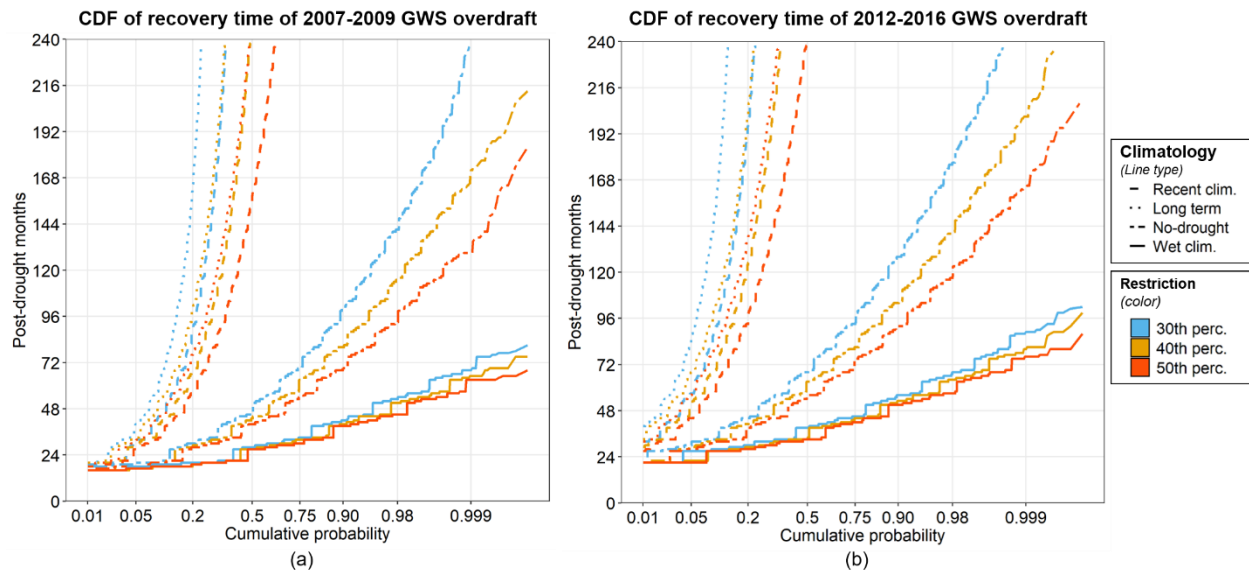 CDF of recovery time of 2007-2009 GWS overdraft
240
216
192
168
144
120
96
72
48
24
0
Post-drought months
0.01 0.05 0.2 0.5 0.75 0.90 0.98 0.999
Cumulative probability
(a)
CDF of recovery time of 2012-2016 GWS overdraft
240
216
192
168
144
120
96
72
48
24
0
Post-drought months
0.01 0.05 0.2 0.5 0.75 0.90 0.98 0.999
Cumulative probability
(b)
Climatology
(Line type)
Recent clim.
Long term
No-drought
Wet clim.
Restriction
(color)
30th perc.
40th perc.
50th perc.